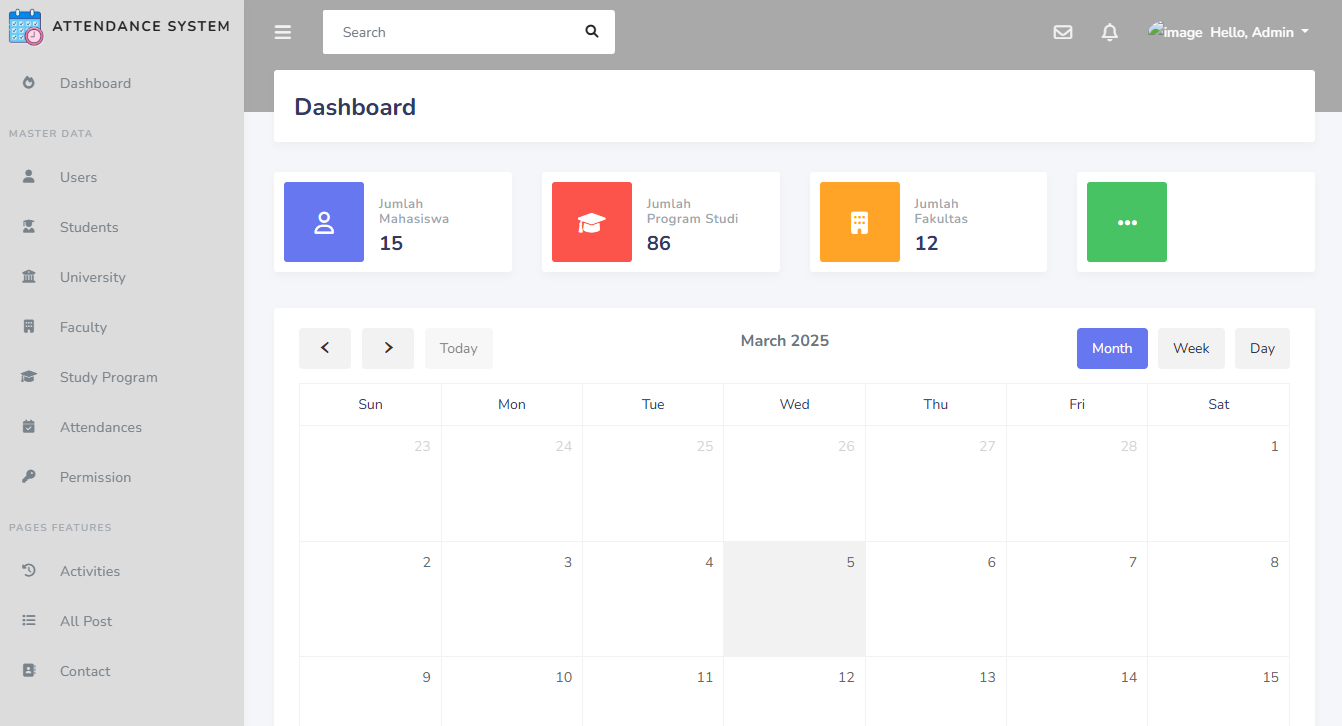 ATTENDANCE SYSTEM
Dashboard
MASTER DATA
Users
Students
University
Faculty
Study Program
Attendances
Permission
PAGES FEATURES
Activities
All Post
Contact
Search
image Hello, Admin
Dashboard
Jumlah
Mahasiswa
15
Jumlah
Program Studi
86
Jumlah
Fakultas
12
Today
March 2025
Month Week Day
Sun Mon Tue Wed Thu Fri Sat
23 24 25 26 27 28 1
2 3 4 5 6 7 8
9 10 11 12 13 14 15